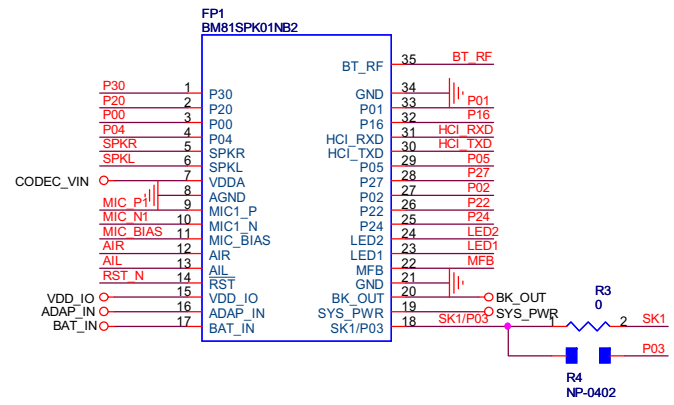 FP1
BM81SPK01NB2
BT_RF 35 BT_RF
P30 1 P30 GND 34
P20 2 P20 P01 33 P01
P00 3 P00 P16 32 P16
P04 4 P04 HCI_RXD 31 HCI_RXD
SPKR 5 SPKR HCI_TXD 30 HCI_TXD
SPKL 6 SPKL P05 29 P05
CODEC_VIN 7 VDDA P27 28 P27
8 AGND P02 27 P02
MIC_P1 9 MIC1_P P22 26 P22
MIC_N1 10 MIC1_N P24 25 P24
MIC_BIAS 11 MIC_BIAS LED2 24 LED2
AIR 12 AIR LED1 23 LED1
AIL 13 AIL MFB 22 MFB
RST_N 14 RST GND 21
VDD_IO 15 VDD_IO BK_OUT 20 BK_OUT
ADAP_IN 16 ADAP_IN SYS_PWR 19 SYS_PWR
BAT_IN 17 BAT_IN SK1/P03 18 SK1/P03
R3
0
1 2 SK1
P03
R4
NP-0402